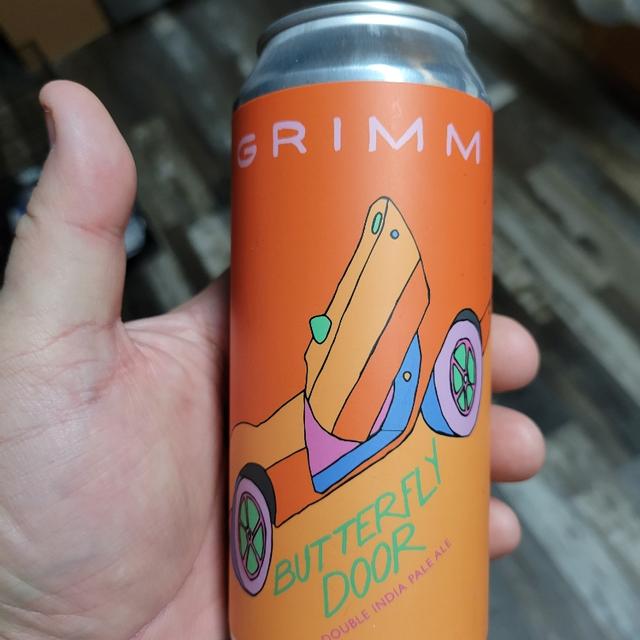 GRIMM
BUTTERFLY
DOOR
DOUBLE INDIA PALE ALE